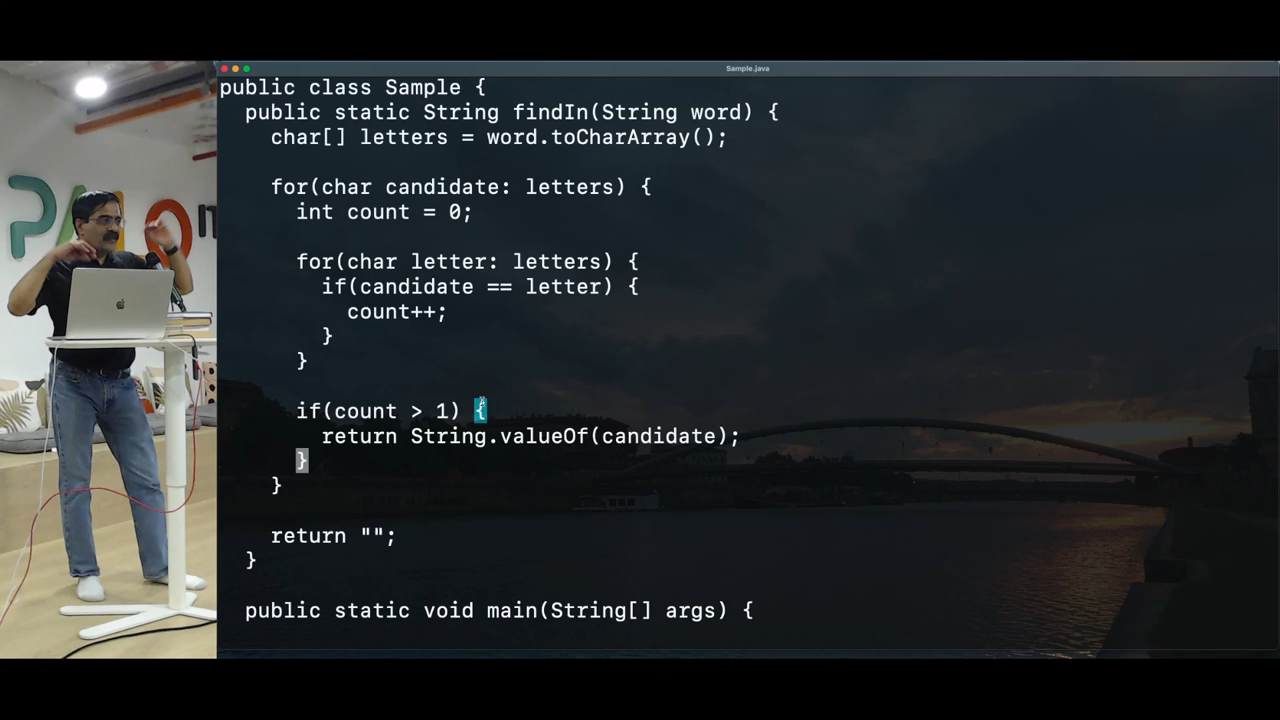 Sample.java
public class Sample {
public static String findIn(String word) {
char[] letters = word.toCharArray();
for(char candidate: letters) {
int count = 0;
for(char letter: letters) {
if(candidate == letter) {
count++;
}
}
if(count > 1) {
return String.valueOf(candidate);
}
}
return "";
}
public static void main(String[] args) {